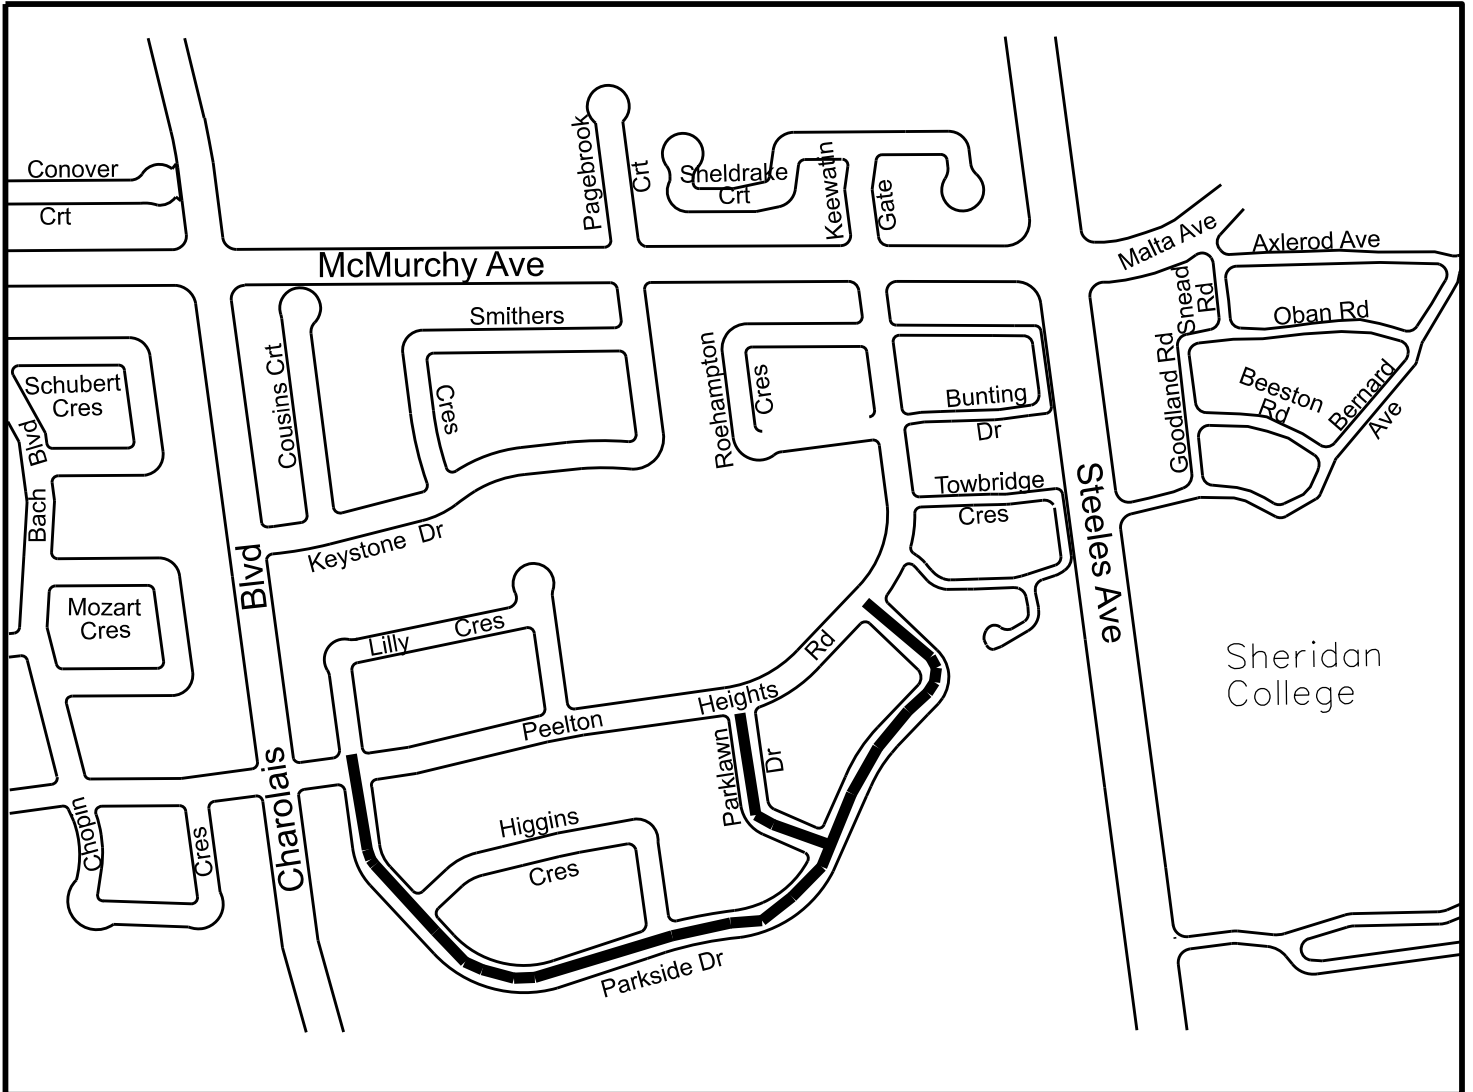 Conover
Crt
Pagebrook
Crt
Sheldrake
Crt
Keewatin
Gate
McMurchy Ave
Malta Ave
Axlerod Ave
Snead
Rd
Oban Rd
Smithers
Cres
Cousins Crt
Schubert
Cres
Bach
Blvd
Roehampton
Cres
Bunting
Dr
Goodland Rd
Beeston
Rd
Bernard
Ave
Towbridge
Cres
Steeles Ave
Keystone Dr
Mozart
Cres
Lilly
Cres
Sheridan
College
Peelton
Heights
Rd
Parklawn
Dr
Charolais
Blvd
Chopin
Cres
Higgins
Cres
Parkside Dr